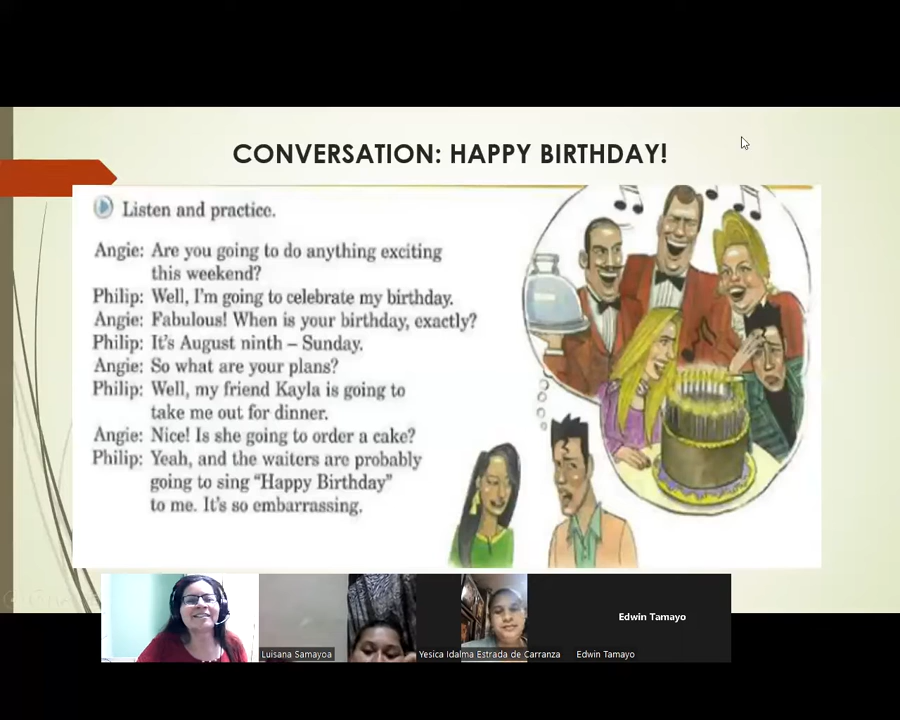 CONVERSATION: HAPPY BIRTHDAY!
Listen and practice.
Angie: Are you going to do anything exciting
this weekend?
Philip: Well, I'm going to celebrate my birthday.
Angie: Fabulous! When is your birthday, exactly?
Philip: It's August ninth – Sunday.
Angie: So what are your plans?
Philip: Well, my friend Kayla is going to
take me out for dinner.
Angie: Nice! Is she going to order a cake?
Philip: Yeah, and the waiters are probably
going to sing "Happy Birthday"
to me. It's so embarrassing.
Edwin Tamayo
Luisana Samayoa
Yesica Idalma Estrada de Carranza
Edwin Tamayo